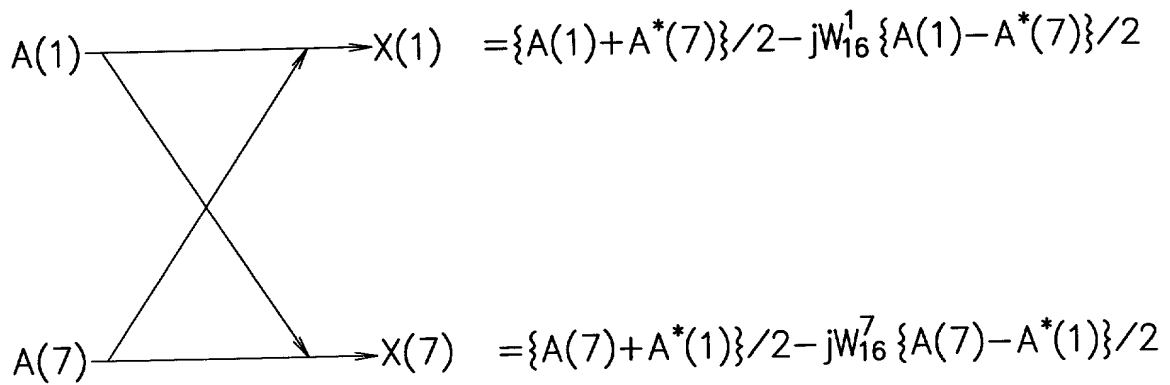 A(1) X(1) ={A(1)+A*(7)}/2-jW¹₁₆{A(1)-A*(7)}/2
A(7) X(7) ={A(7)+A*(1)}/2-jW⁷₁₆{A(7)-A*(1)}/2